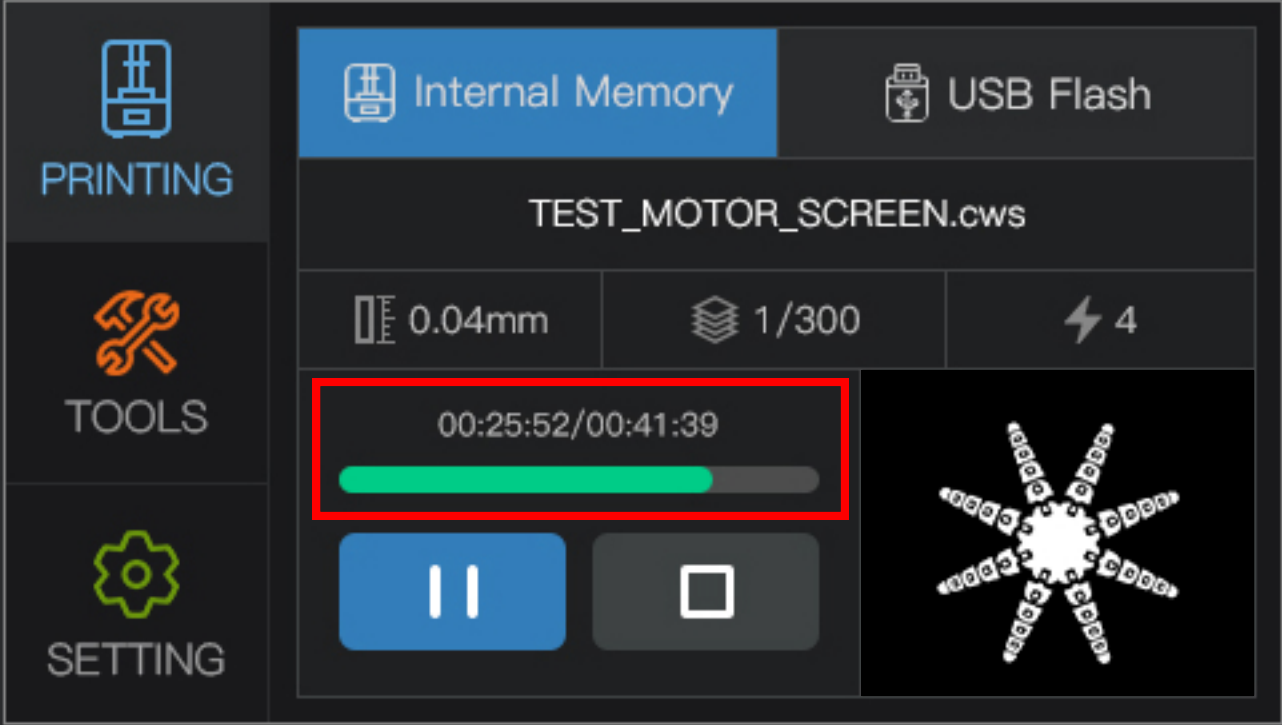 PRINTING
TOOLS
SETTING
Internal Memory
USB Flash
TEST_MOTOR_SCREEN.cws
0.04mm
1/300
4
00:25:52/00:41:39